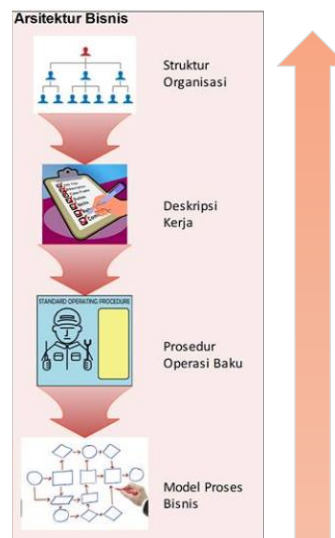 Arsitektur Bisnis
Struktur
Organisasi
Deskripsi
Kerja
STANDARD OPERATING PROCEDURE
Prosedur
Operasi Baku
Model Proses
Bisnis